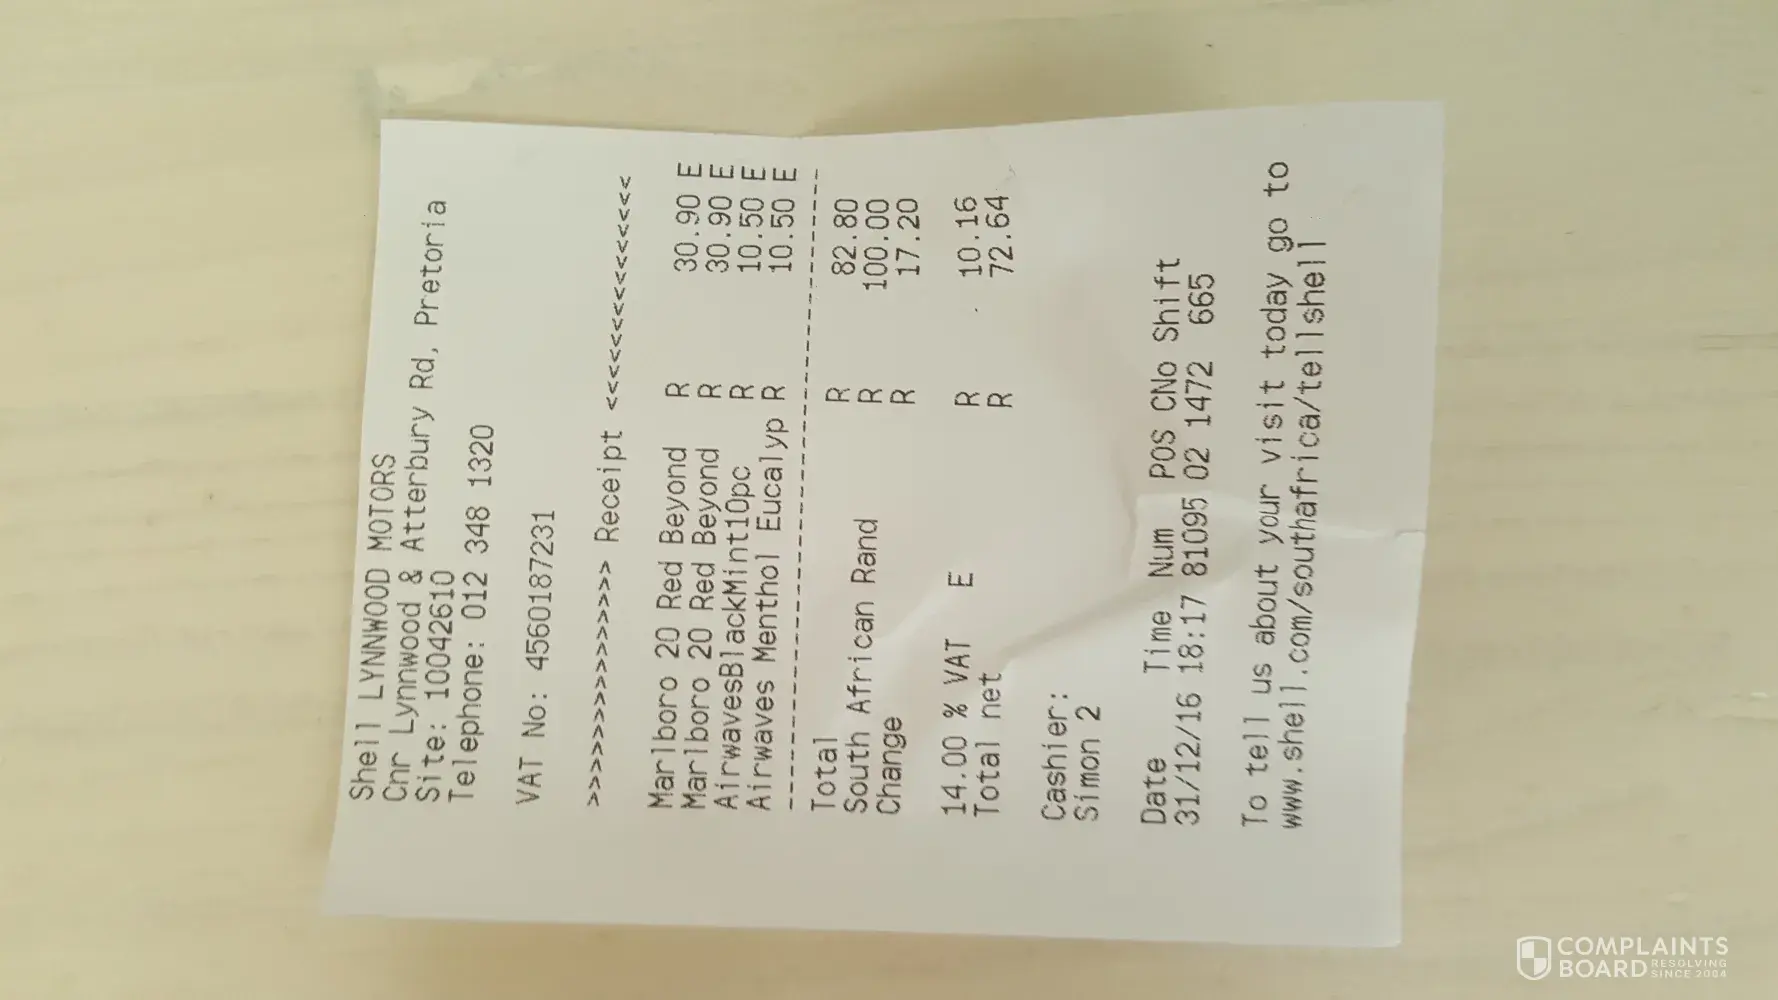 Shell LYNNWOOD MOTORS
Cnr Lynnwood & Atterbury Rd, Pretoria
Site: 10042610
Telephone: 012 348 1320
VAT No: 4560187231
>>>>>>>>>>>>>>> Receipt <<<<<<<<<<<<<<<
Marlboro 20 Red Beyond R 30.90 E
Marlboro 20 Red Beyond R 30.90 E
AirwavesBlackMint10pc R 10.50 E
Airwaves Menthol Eucalyp R 10.50 E
----------------------------------------
Total R 82.80
South African Rand R 100.00
Change R 17.20
14.00 % VAT E R 10.16
Total net R 72.64
Cashier:
Simon 2
Date Time Num POS CNo Shift
31/12/16 18:17 81095 02 1472 665
To tell us about your visit today go to
www.shell.com/southafrica/tellshell
COMPLAINTS
BOARD RESOLVING
SINCE 2004